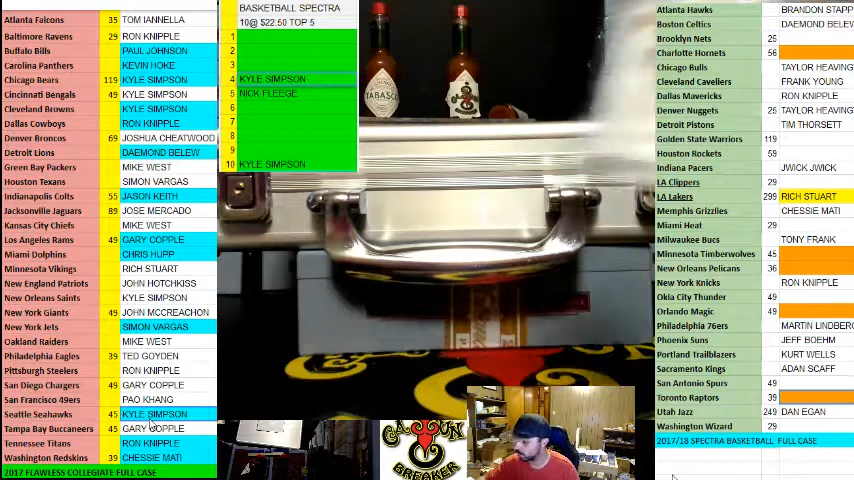 Atlanta Falcons 35 TOM IANNELLA
Baltimore Ravens 29 RON KNIPPLE
Buffalo Bills PAUL JOHNSON
Carolina Panthers KEVIN HOKE
Chicago Bears 119 KYLE SIMPSON
Cincinnati Bengals 49 KYLE SIMPSON
Cleveland Browns KYLE SIMPSON
Dallas Cowboys RON KNIPPLE
Denver Broncos 69 JOSHUA CHEATWOOD
Detroit Lions DAEMOND BELEW
Green Bay Packers MIKE WEST
Houston Texans SIMON VARGAS
Indianapolis Colts 55 JASON KEITH
Jacksonville Jaguars 89 JOSE MERCADO
Kansas City Chiefs MIKE WEST
Los Angeles Rams 49 GARY COPPLE
Miami Dolphins CHRIS HUPP
Minnesota Vikings RICH STUART
New England Patriots JOHN HOTCHKISS
New Orleans Saints KYLE SIMPSON
New York Giants 49 JOHN MCCREACHON
New York Jets SIMON VARGAS
Oakland Raiders MIKE WEST
Philadelphia Eagles 39 TED GOYDEN
Pittsburgh Steelers RON KNIPPLE
San Diego Chargers 49 GARY COPPLE
San Francisco 49ers PAO KHANG
Seattle Seahawks 45 KYLE SIMPSON
Tampa Bay Buccaneers 45 GARY COPPLE
Tennessee Titans RON KNIPPLE
Washington Redskins 39 CHESSIE MATI
2017 FLAWLESS COLLEGIATE FULL CASE
BASKETBALL SPECTRA
10@ $22.50 TOP 5
1
2
3
4 KYLE SIMPSON
5 NICK FLEEGE
6
7
8
9
10 KYLE SIMPSON
TABASCO
CAJUN
BREAKER
Atlanta Hawks BRANDON STAPP
Boston Celtics DAEMOND BELEW
Brooklyn Nets 25
Charlotte Hornets 56
Chicago Bulls TAYLOR HEAVING
Cleveland Caveliers FRANK YOUNG
Dallas Mavericks RON KNIPPLE
Denver Nuggets 25 TAYLOR HEAVING
Detroit Pistons TIM THORSETT
Golden State Warriors 119
Houston Rockets 59
Indiana Pacers JWICK JWICK
LA Clippers 29
LA Lakers 299 RICH STUART
Memphis Grizzlies CHESSIE MATI
Miami Heat 29
Milwaukee Bucs TONY FRANK
Minnesota Timberwolves 45
New Orleans Pelicans 36
New York Knicks RON KNIPPLE
Okla City Thunder 49
Orlando Magic 49
Philadelphia 76ers MARTIN LINDBERG
Phoenix Suns JEFF BOEHM
Portland Trailblazers KURT WELLS
Sacramento Kings ADAN SCAFF
San Antonio Spurs 49
Toronto Raptors 39
Utah Jazz 249 DAN EGAN
Washington Wizard 29
2017/18 SPECTRA BASKETBALL FULL CASE